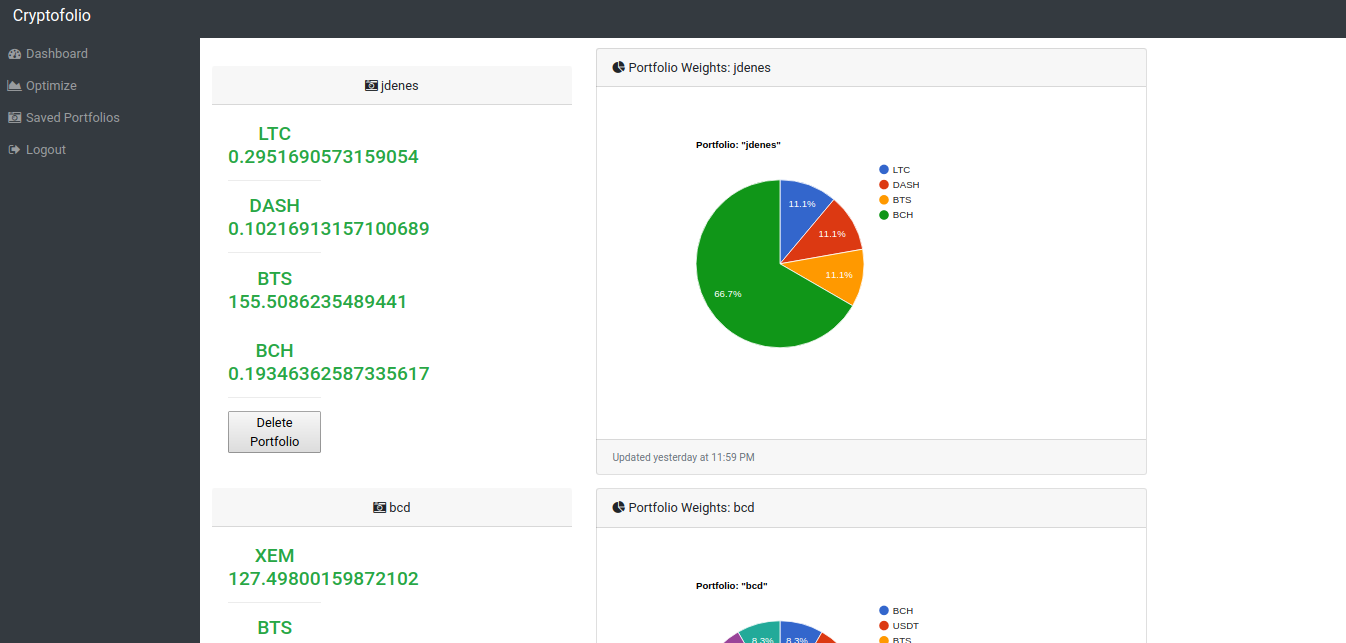 Cryptofolio
Dashboard
Optimize
Saved Portfolios
Logout
jdenes
LTC
0.2951690573159054
DASH
0.10216913157100689
BTS
155.5086235489441
BCH
0.19346362587335617
Delete
Portfolio
Portfolio Weights: jdenes
Portfolio: "jdenes"
LTC
DASH
BTS
BCH
11.1%
11.1%
11.1%
66.7%
Updated yesterday at 11:59 PM
bcd
XEM
127.49800159872102
BTS
Portfolio Weights: bcd
Portfolio: "bcd"
BCH
USDT
BTS
8.3%
8.3%